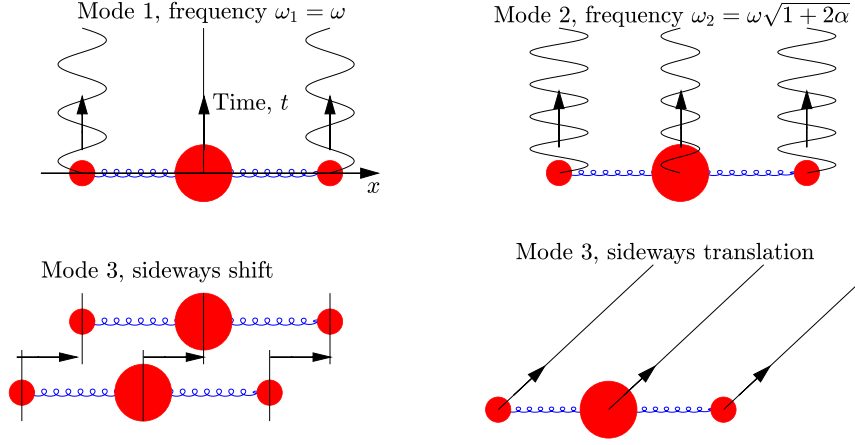 Mode 1, frequency ω₁ = ω
Mode 2, frequency ω₂ = ω√1 + 2α
Time, t
x
Mode 3, sideways shift
Mode 3, sideways translation